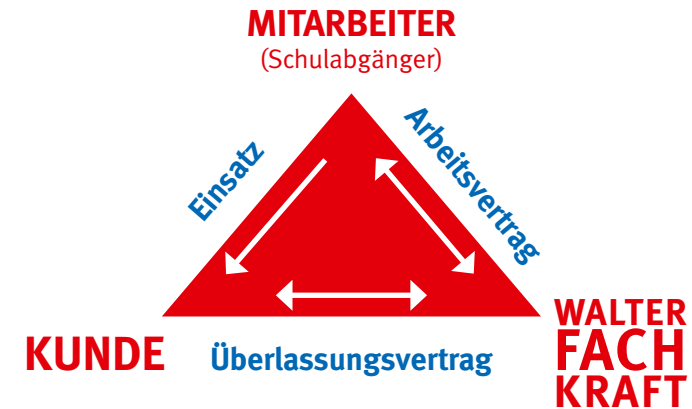 MITARBEITER
(Schulabgänger)
Einsatz
Arbeitsvertrag
KUNDE
Überlassungsvertrag
WALTER
FACH
KRAFT